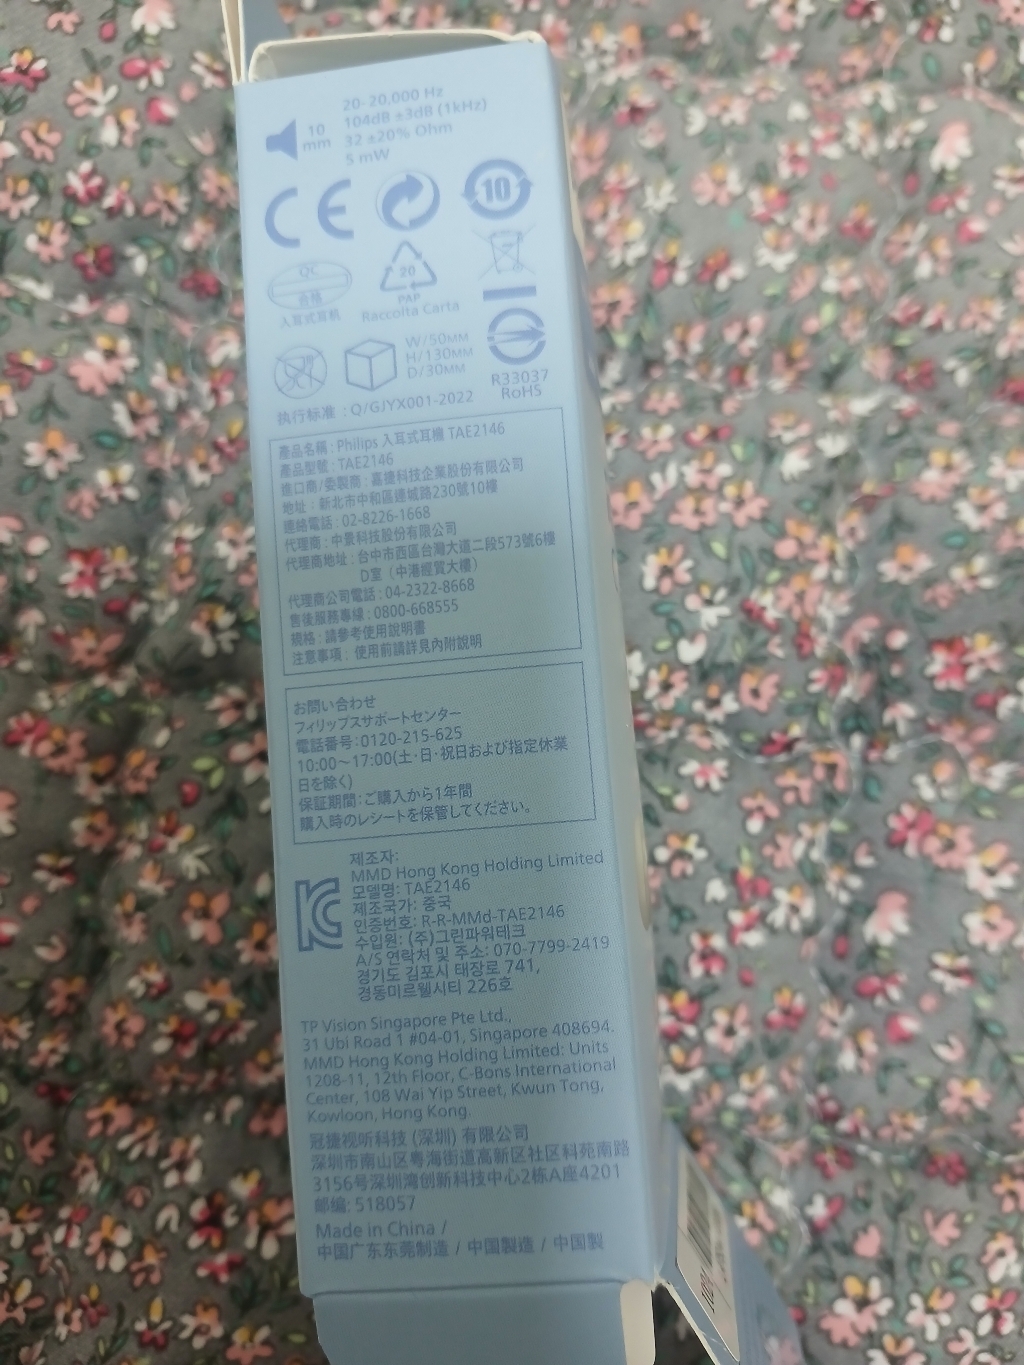 20-20,000 Hz
104dB ±3dB (1kHz)
10
mm
32 ±20% Ohm
5 mW
CE
10
QC
合格
入耳式耳机
20
PAP
Raccolta Carta
W/50MM
H/130MM
D/30MM
R33037
RoHS
执行标准 : Q/GJYX001-2022
產品名稱 : Philips 入耳式耳機 TAE2146
產品型號 : TAE2146
進口商/委製商 : 嘉捷科技企業股份有限公司
地址 : 新北市中和區連城路230號10樓
連絡電話 : 02-8226-1668
代理商 : 中景科技股份有限公司
代理商地址 : 台中市西區台灣大道二段573號6樓
D室（中港經貿大樓）
代理商公司電話 : 04-2322-8668
售後服務專線 : 0800-668555
規格 : 請參考使用說明書
注意事項 : 使用前請詳見內附說明
お問い合わせ
フィリップスサポートセンター
電話番号:0120-215-625
10:00〜17:00(土·日·祝日および指定休業
日を除く)
保証期間:ご購入から1年間
購入時のレシートを保管してください。
제조자:
MMD Hong Kong Holding Limited
모델명: TAE2146
제조국가: 중국
인증번호: R-R-MMd-TAE2146
수입원: (주)그린파워테크
A/S 연락처 및 주소: 070-7799-2419
경기도 김포시 태장로 741,
경동미르웰시티 226호
TP Vision Singapore Pte Ltd.,
31 Ubi Road 1 #04-01, Singapore 408694.
MMD Hong Kong Holding Limited: Units
1208-11, 12th Floor, C-Bons International
Center, 108 Wai Yip Street, Kwun Tong,
Kowloon, Hong Kong.
冠捷视听科技 (深圳) 有限公司
深圳市南山区粤海街道高新区社区科苑南路
3156号深圳湾创新科技中心2栋A座4201
邮编: 518057
Made in China /
中国广东东莞制造 / 中國製造 / 中国製